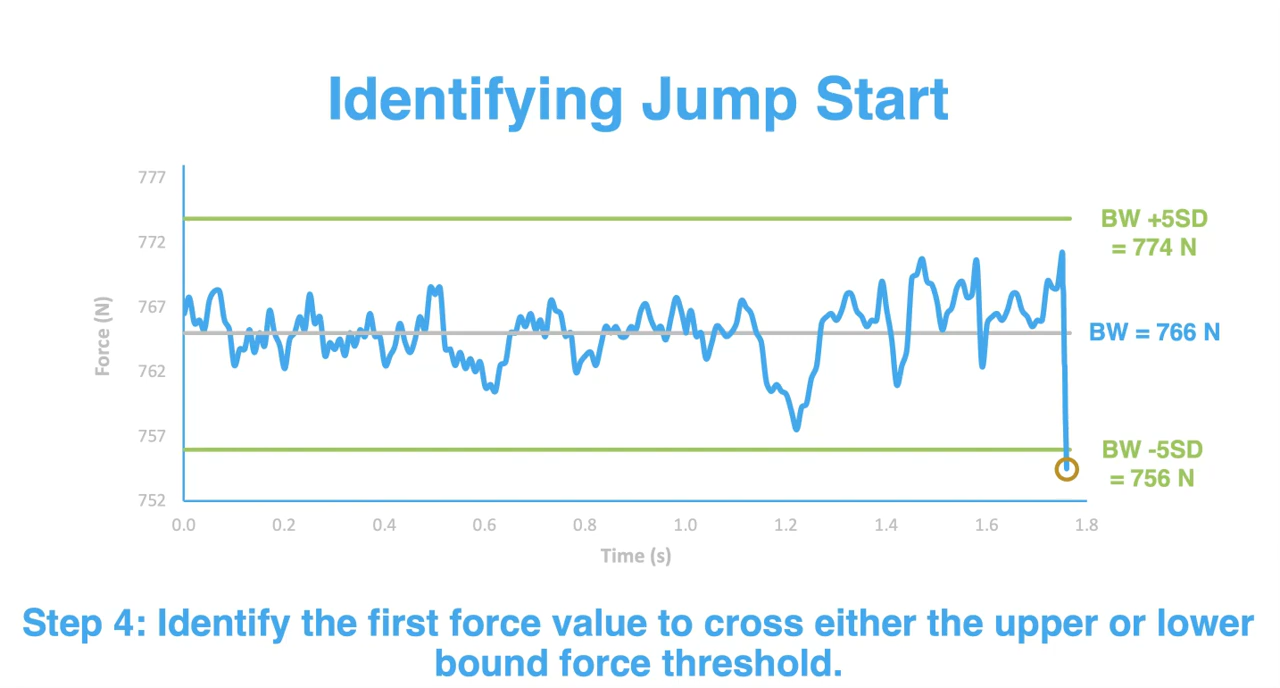 Identifying Jump Start
777
772
767
762
757
752
Force (N)
0.0 0.2 0.4 0.6 0.8 1.0 1.2 1.4 1.6 1.8
Time (s)
BW +5SD
= 774 N
BW = 766 N
BW -5SD
= 756 N
Step 4: Identify the first force value to cross either the upper or lower
bound force threshold.